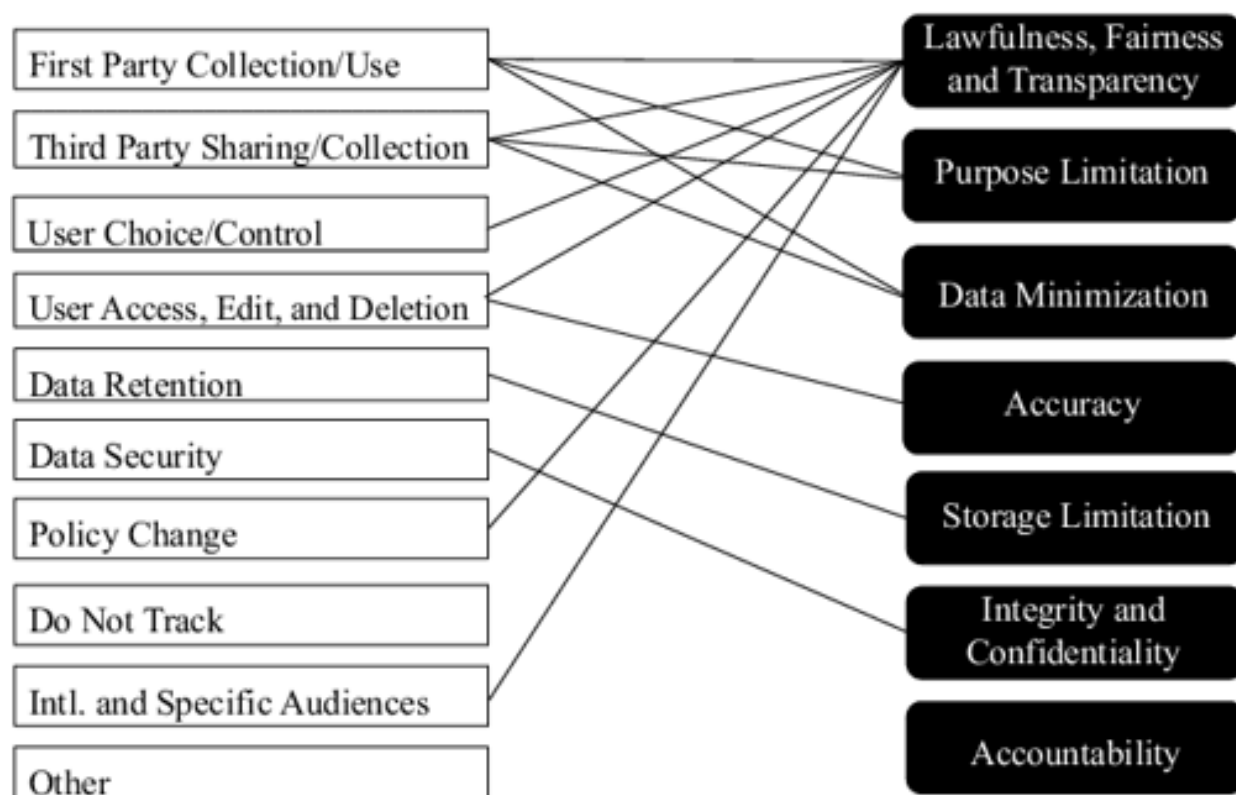 First Party Collection/Use
Third Party Sharing/Collection
User Choice/Control
User Access, Edit, and Deletion
Data Retention
Data Security
Policy Change
Do Not Track
Intl. and Specific Audiences
Other
Lawfulness, Fairness
and Transparency
Purpose Limitation
Data Minimization
Accuracy
Storage Limitation
Integrity and
Confidentiality
Accountability